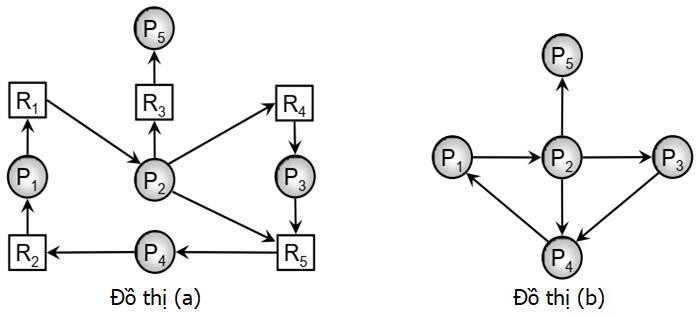 P5
P5
R1
R3
R4
P1
P2
P3
P1
P2
P3
R2
P4
R5
P4
Đồ thị (a)
Đồ thị (b)